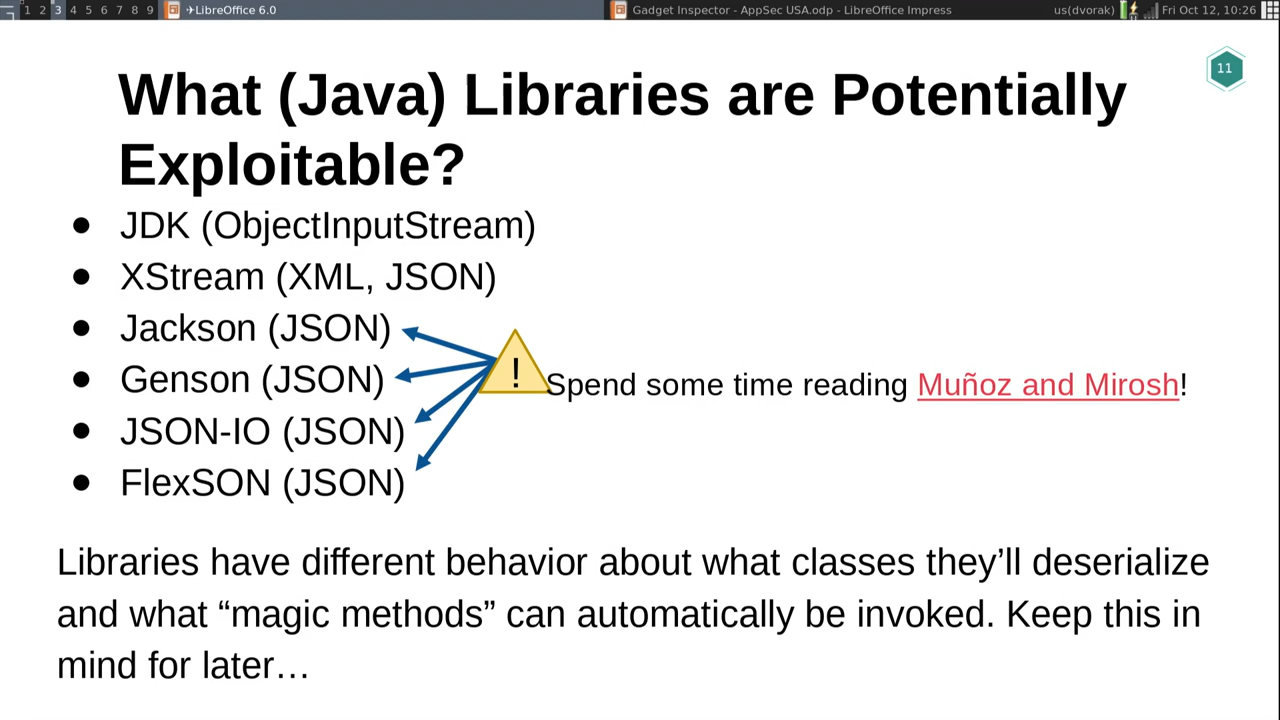 1 2 3 4 5 6 7 8 9 ✈LibreOffice 6.0 Gadget Inspector - AppSec USA.odp - LibreOffice Impress us(dvorak) Fri Oct 12, 10:26
11
What (Java) Libraries are Potentially
Exploitable?
● JDK (ObjectInputStream)
● XStream (XML, JSON)
● Jackson (JSON)
● Genson (JSON)
● JSON-IO (JSON)
● FlexSON (JSON)
!
Spend some time reading Muñoz and Mirosh!
Libraries have different behavior about what classes they’ll deserialize
and what “magic methods” can automatically be invoked. Keep this in
mind for later…